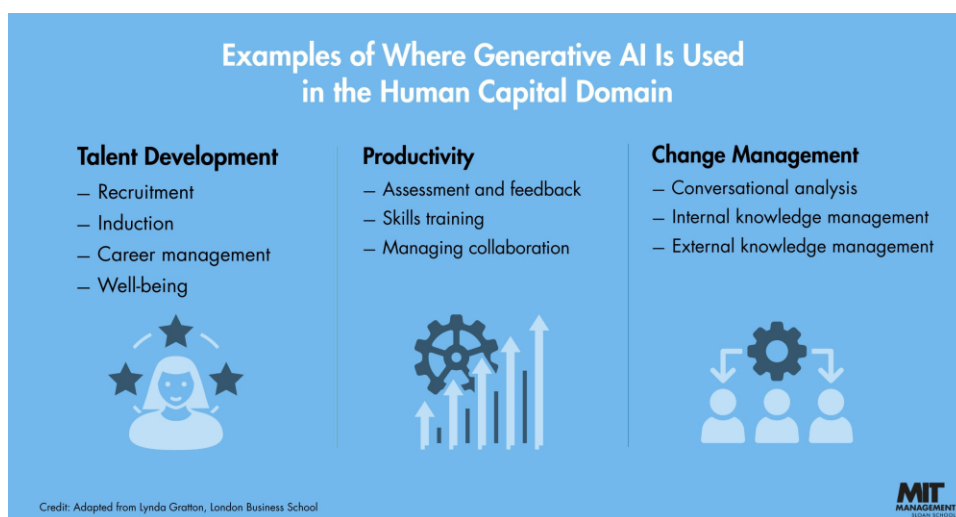 Examples of Where Generative AI Is Used
in the Human Capital Domain
Talent Development
– Recruitment
– Induction
– Career management
– Well-being
Productivity
– Assessment and feedback
– Skills training
– Managing collaboration
Change Management
– Conversational analysis
– Internal knowledge management
– External knowledge management
Credit: Adapted from Lynda Gratton, London Business School
MIT
MANAGEMENT
SLOAN SCHOOL